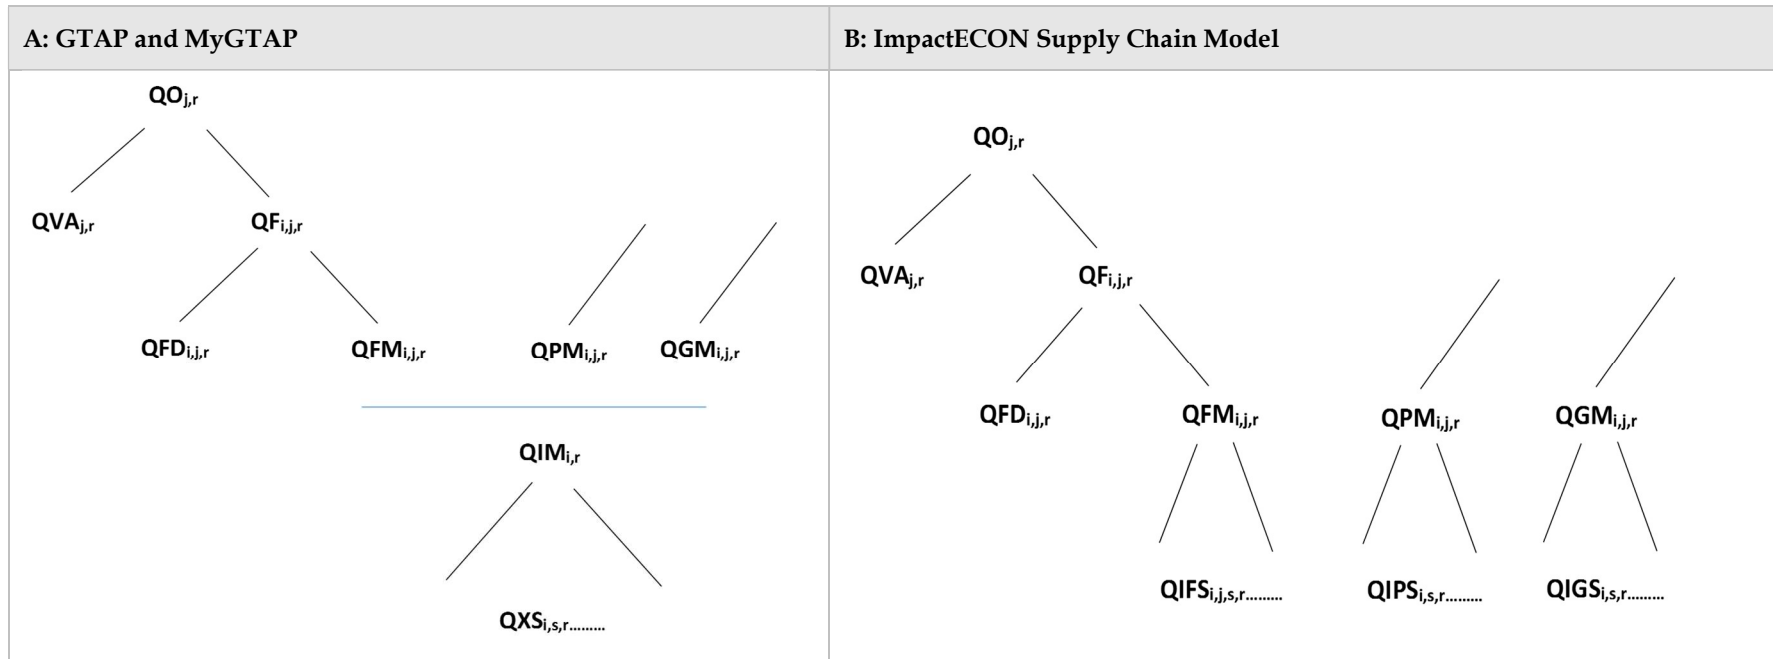 A: GTAP and MyGTAP
QOj,r
QVAj,r QFi,j,r
QFDi,j,r QFMi,j,r QPMi,j,r QGMi,j,r
QIMi,r
QXSi,s,r.........
B: ImpactECON Supply Chain Model
QOj,r
QVAj,r QFi,j,r
QFDi,j,r QFMi,j,r QPMi,j,r QGMi,j,r
QIFSi,j,s,r......... QIPSi,s,r......... QIGSi,s,r.........